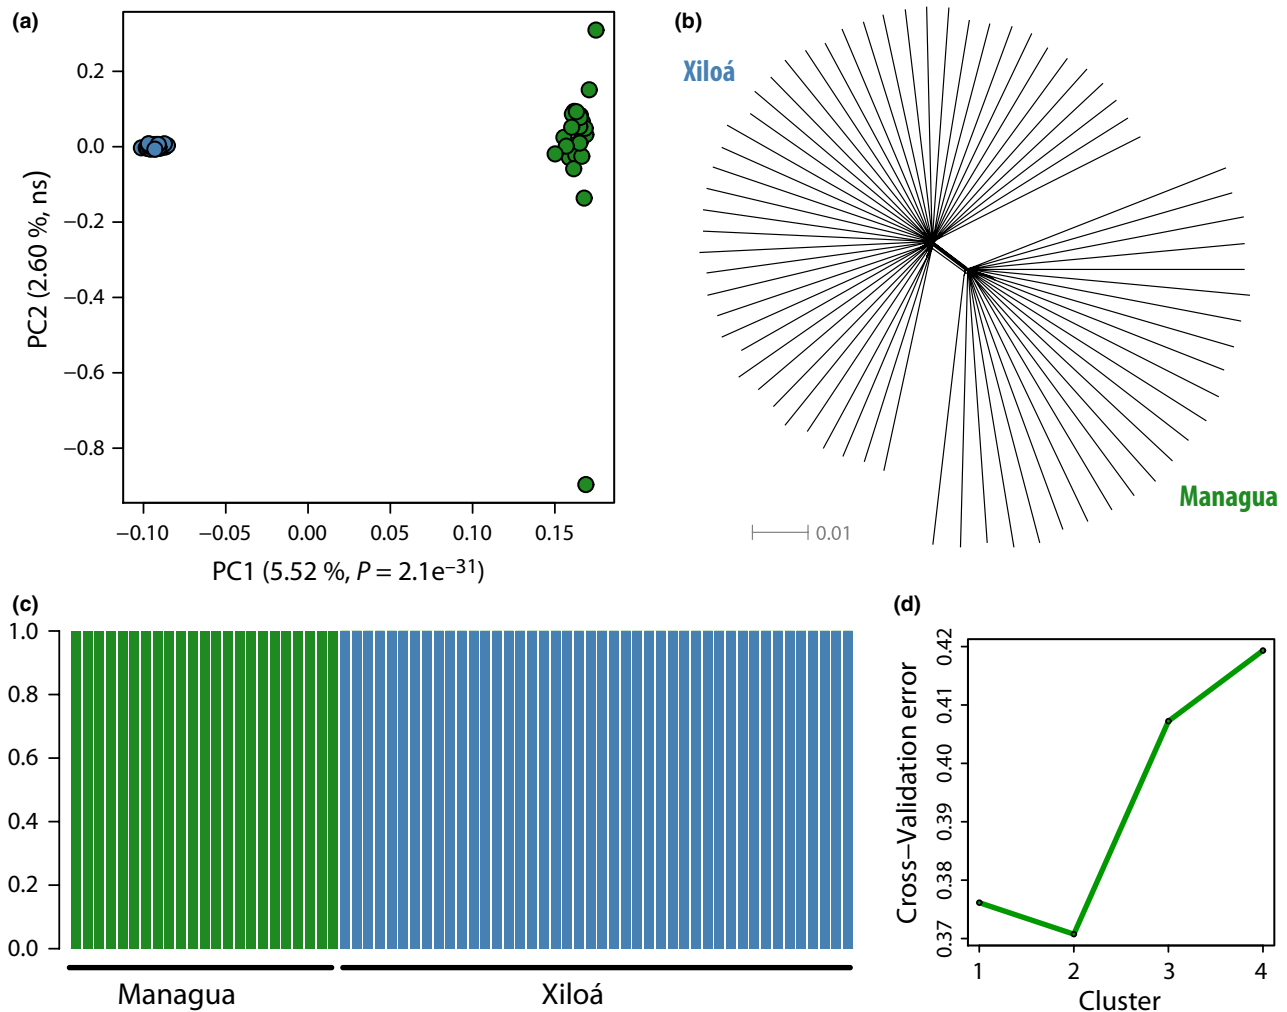 (a)
0.2
0.0
−0.2
−0.4
−0.6
−0.8
PC2 (2.60 %, ns)
−0.10 −0.05 0.00 0.05 0.10 0.15
PC1 (5.52 %, P = 2.1e−31)
(b)
Xiloá
Managua
0.01
(c)
1.0
0.8
0.6
0.4
0.2
0.0
Managua Xiloá
(d)
0.42
0.41
0.40
0.39
0.38
0.37
Cross−Validation error
1 2 3 4
Cluster